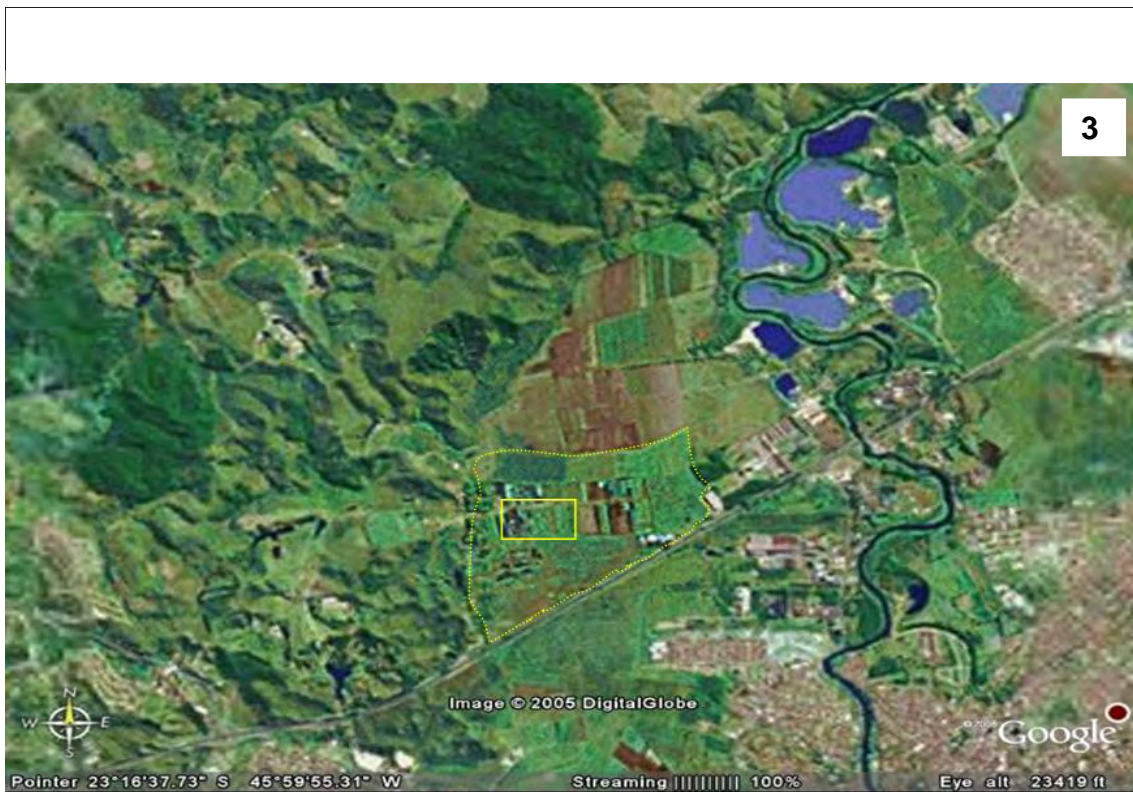 3
N
W E
S
Image © 2005 DigitalGlobe
© 2005 Google
Pointer 23°16'37.73" S 45°59'55.31" W Streaming |||||||||| 100% Eye alt 23419 ft